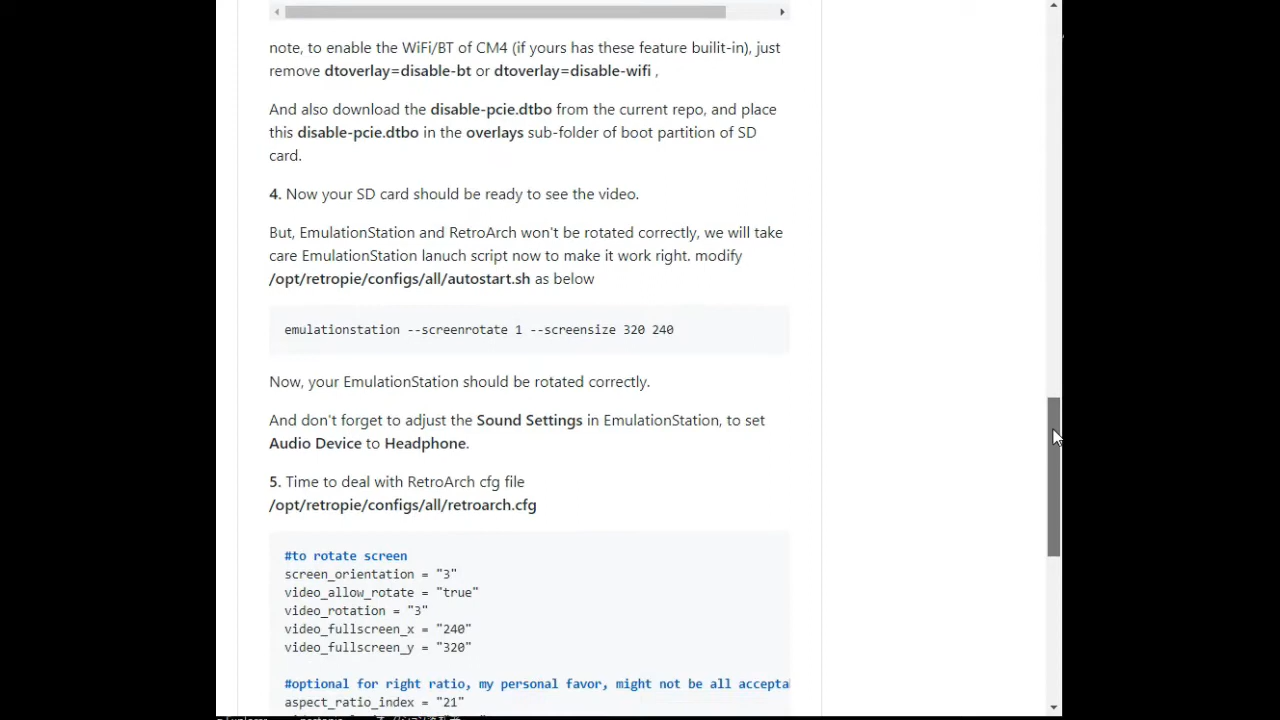 note, to enable the WiFi/BT of CM4 (if yours has these feature builit-in), just
remove dtoverlay=disable-bt or dtoverlay=disable-wifi ,
And also download the disable-pcie.dtbo from the current repo, and place
this disable-pcie.dtbo in the overlays sub-folder of boot partition of SD
card.
4. Now your SD card should be ready to see the video.
But, EmulationStation and RetroArch won't be rotated correctly, we will take
care EmulationStation lanuch script now to make it work right. modify
/opt/retropie/configs/all/autostart.sh as below
emulationstation --screenrotate 1 --screensize 320 240
Now, your EmulationStation should be rotated correctly.
And don't forget to adjust the Sound Settings in EmulationStation, to set
Audio Device to Headphone.
5. Time to deal with RetroArch cfg file
/opt/retropie/configs/all/retroarch.cfg
#to rotate screen
screen_orientation = "3"
video_allow_rotate = "true"
video_rotation = "3"
video_fullscreen_x = "240"
video_fullscreen_y = "320"
#optional for right ratio, my personal favor, might not be all accepta
aspect_ratio_index = "21"